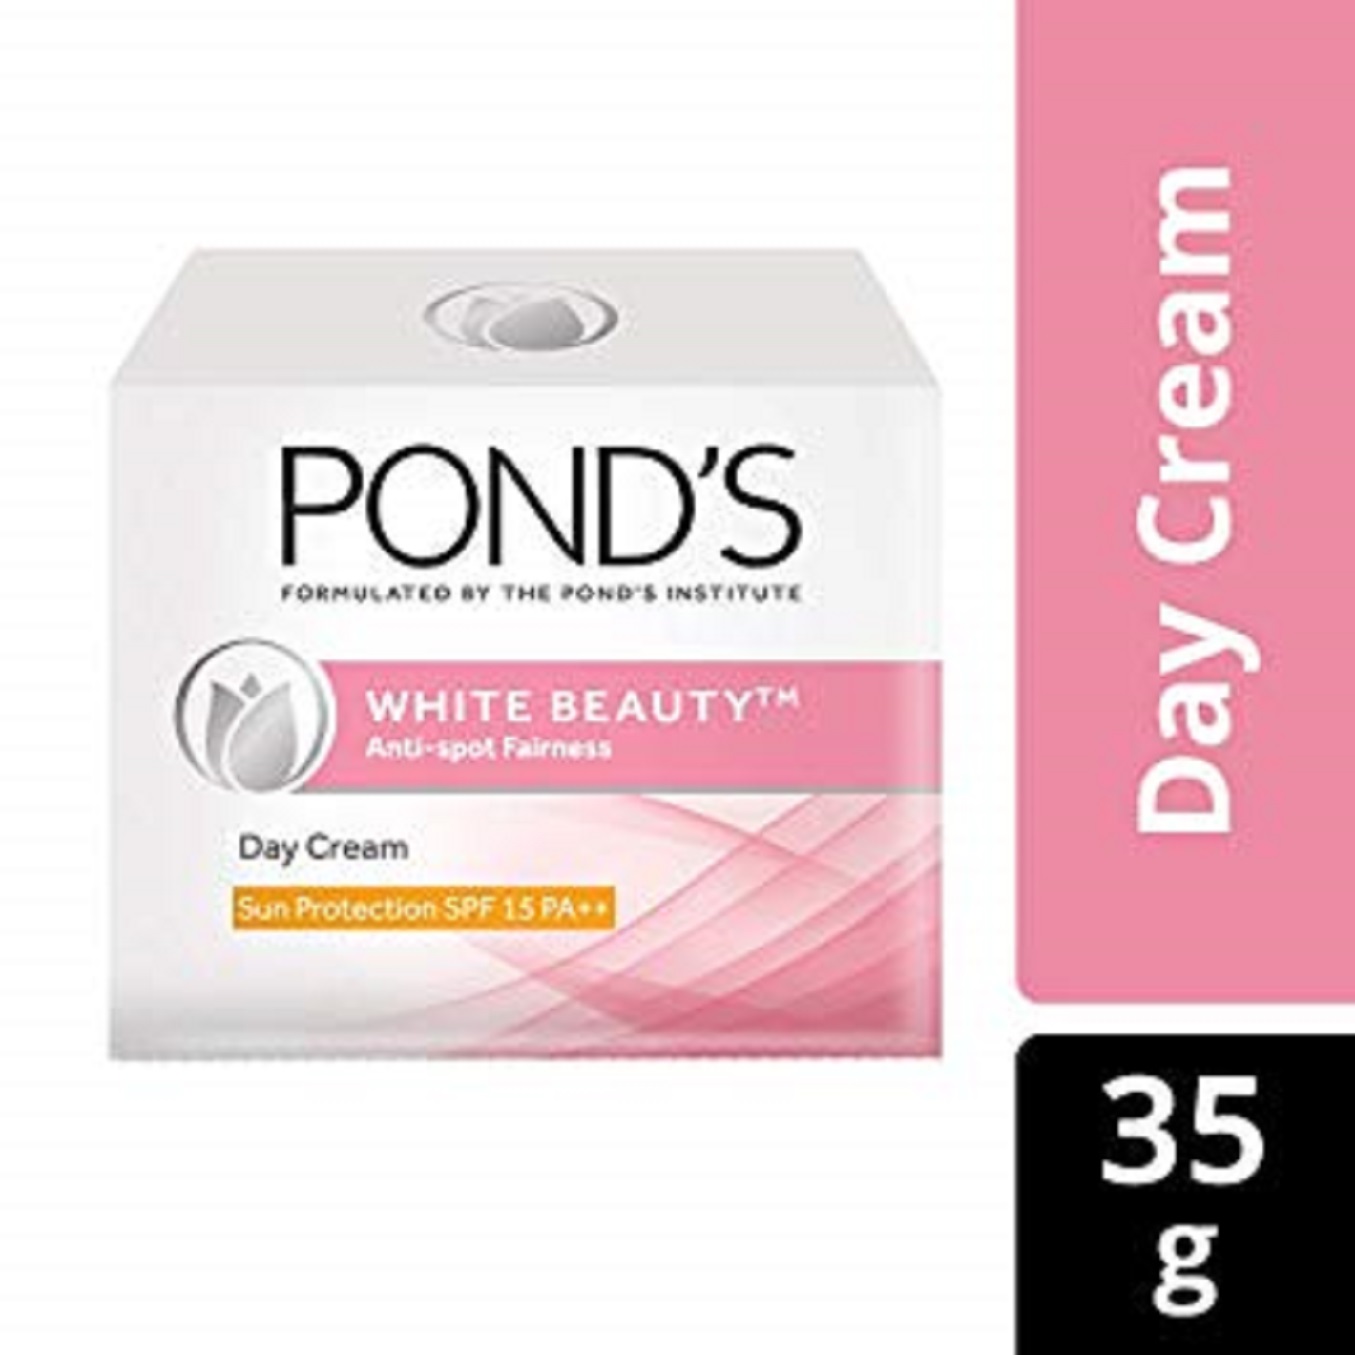 POND'S
FORMULATED BY THE POND'S INSTITUTE
WHITE BEAUTY™
Anti-spot Fairness
Day Cream
Sun Protection SPF 15 PA++
Day Cream
35
g